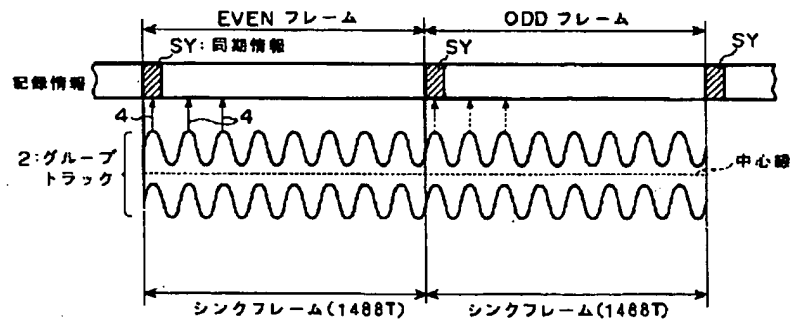 EVEN フレーム
ODD フレーム
SY:同期情報
SY
SY
記録情報
4
4
2:グルーブ
トラック
中心線
シンクフレーム(1488T)
シンクフレーム(1468T)